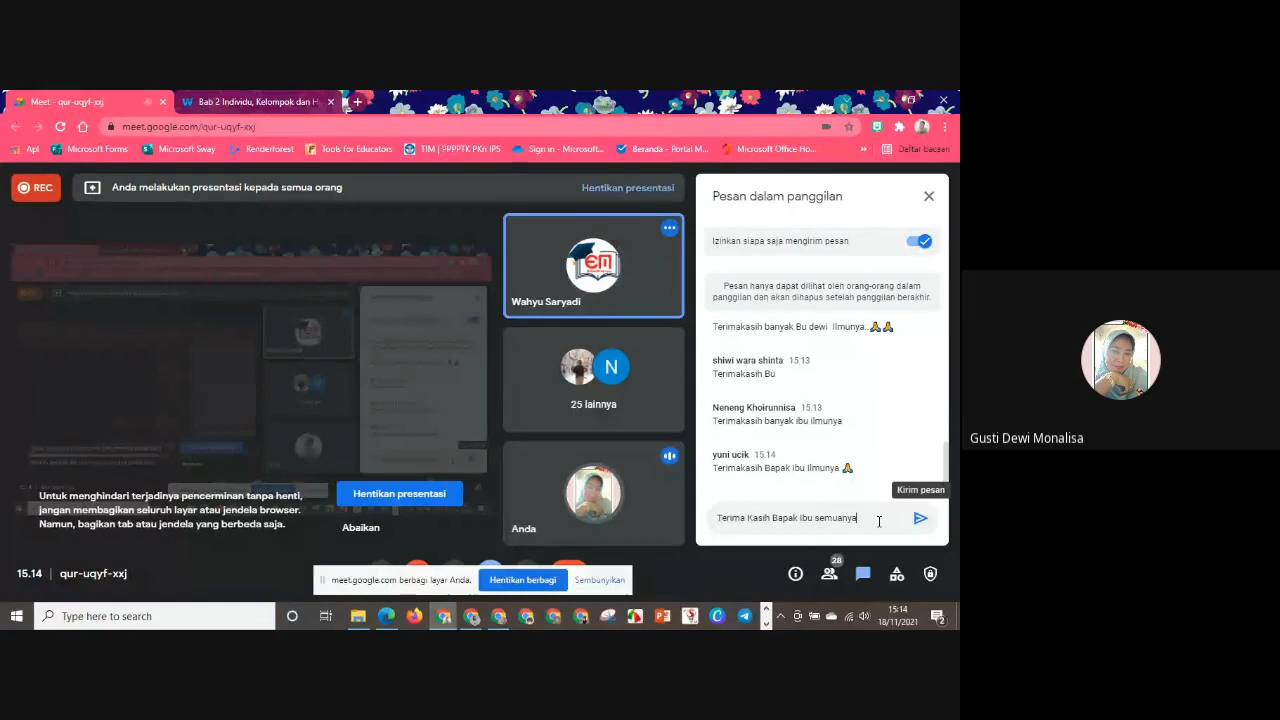 Meet - qur-uqyf-xxj
Bab 2 Individu, Kelompok dan H
meet.google.com/qur-uqyf-xxj
Apl
Microsoft Forms
Microsoft Sway
Renderforest
Tools for Educators
TIM | PPPPTK PKn IPS
Sign in - Microsoft...
Beranda - Portal M...
Microsoft Office Ho...
»
Daftar bacaan
REC
Anda melakukan presentasi kepada semua orang
Hentikan presentasi
Pesan dalam panggilan
Izinkan siapa saja mengirim pesan
Pesan hanya dapat dilihat oleh orang-orang dalam
panggilan dan akan dihapus setelah panggilan berakhir.
Terimakasih banyak Bu dewi Ilmunya..🙏🙏
shiwi wara shinta 15.13
Terimakasih Bu
Neneng Khoirunnisa 15.13
Terimakasih banyak ibu ilmunya
yuni ucik 15.14
Terimakasih Bapak ibu Ilmunya 🙏
Kirim pesan
Terima Kasih Bapak Ibu semuanya
EM
Wahyu Saryadi
N
25 lainnya
Anda
Untuk menghindari terjadinya pencerminan tanpa henti,
jangan membagikan seluruh layar atau jendela browser.
Namun, bagikan tab atau jendela yang berbeda saja.
Hentikan presentasi
Abaikan
15.14 | qur-uqyf-xxj
28
meet.google.com berbagi layar Anda.
Hentikan berbagi
Sembunyikan
Type here to search
15:14
18/11/2021
2
Gusti Dewi Monalisa